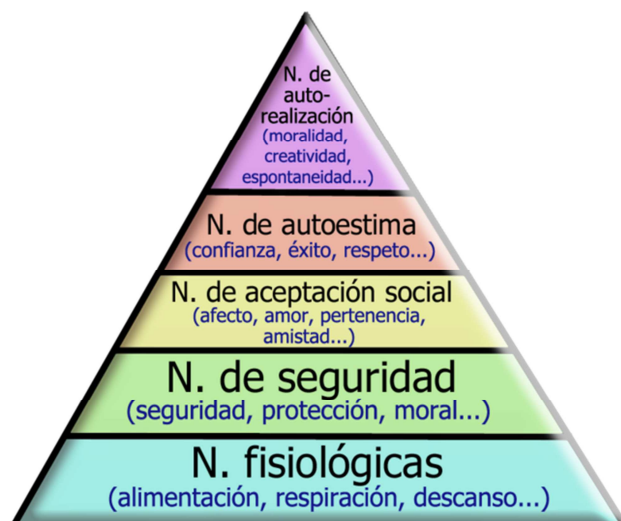 N. de
auto-
realización
(moralidad,
creatividad,
espontaneidad...)
N. de autoestima
(confianza, éxito, respeto...)
N. de aceptación social
(afecto, amor, pertenencia,
amistad...)
N. de seguridad
(seguridad, protección, moral...)
N. fisiológicas
(alimentación, respiración, descanso...)